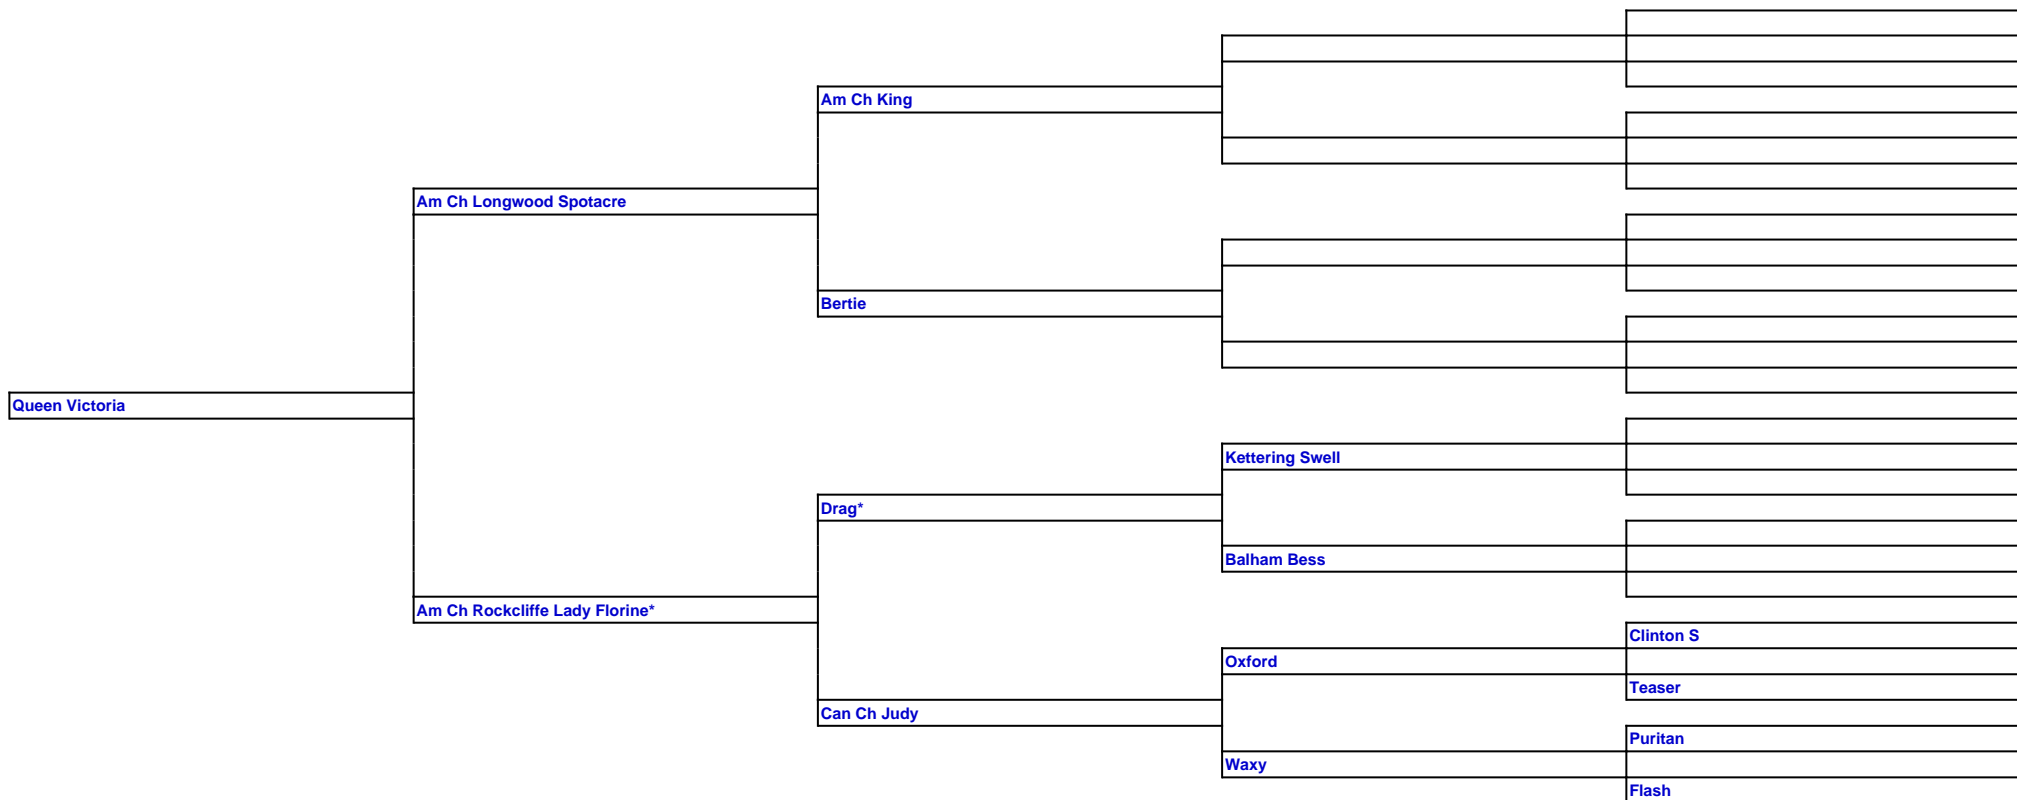 Am Ch King
Am Ch Longwood Spotacre
Bertie
Queen Victoria
Kettering Swell
Drag*
Balham Bess
Am Ch Rockcliffe Lady Florine*
Clinton S
Oxford
Teaser
Can Ch Judy
Puritan
Waxy
Flash